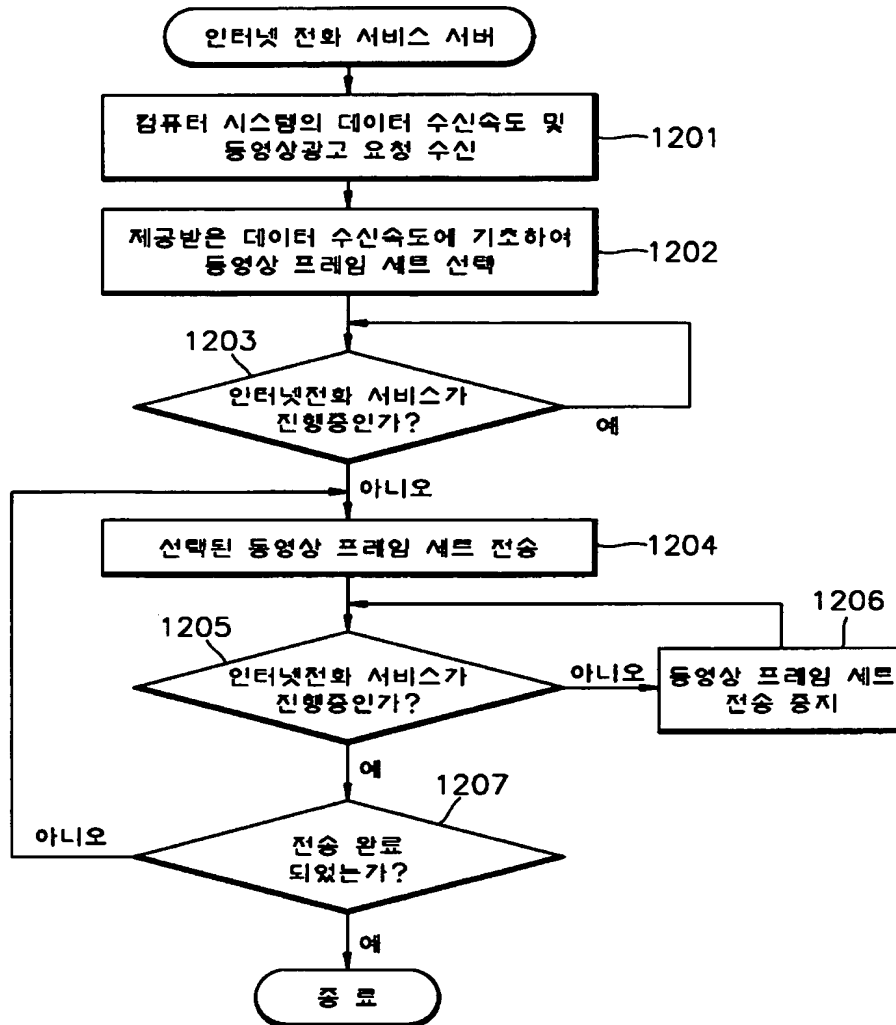 인터넷 전화 서비스 서버
컴퓨터 시스템의 데이터 수신속도 및
동영상광고 요청 수신
1201
제공받은 데이터 수신속도에 기초하여
동영상 프레임 세트 선택
1202
1203
인터넷전화 서비스가
진행중인가?
예
아니오
선택된 동영상 프레임 세트 전송
1204
1205
인터넷전화 서비스가
진행중인가?
아니오
1206
동영상 프레임 세트
전송 중지
예
1207
아니오
전송 완료
되었는가?
예
종 료